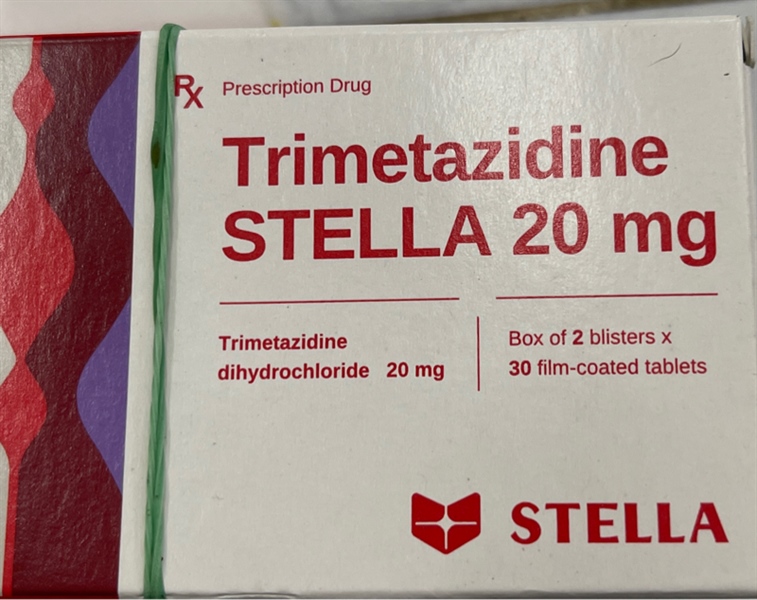 Rx Prescription Drug
Trimetazidine
STELLA 20 mg
Trimetazidine
dihydrochloride 20 mg
Box of 2 blisters x
30 film-coated tablets
STELLA